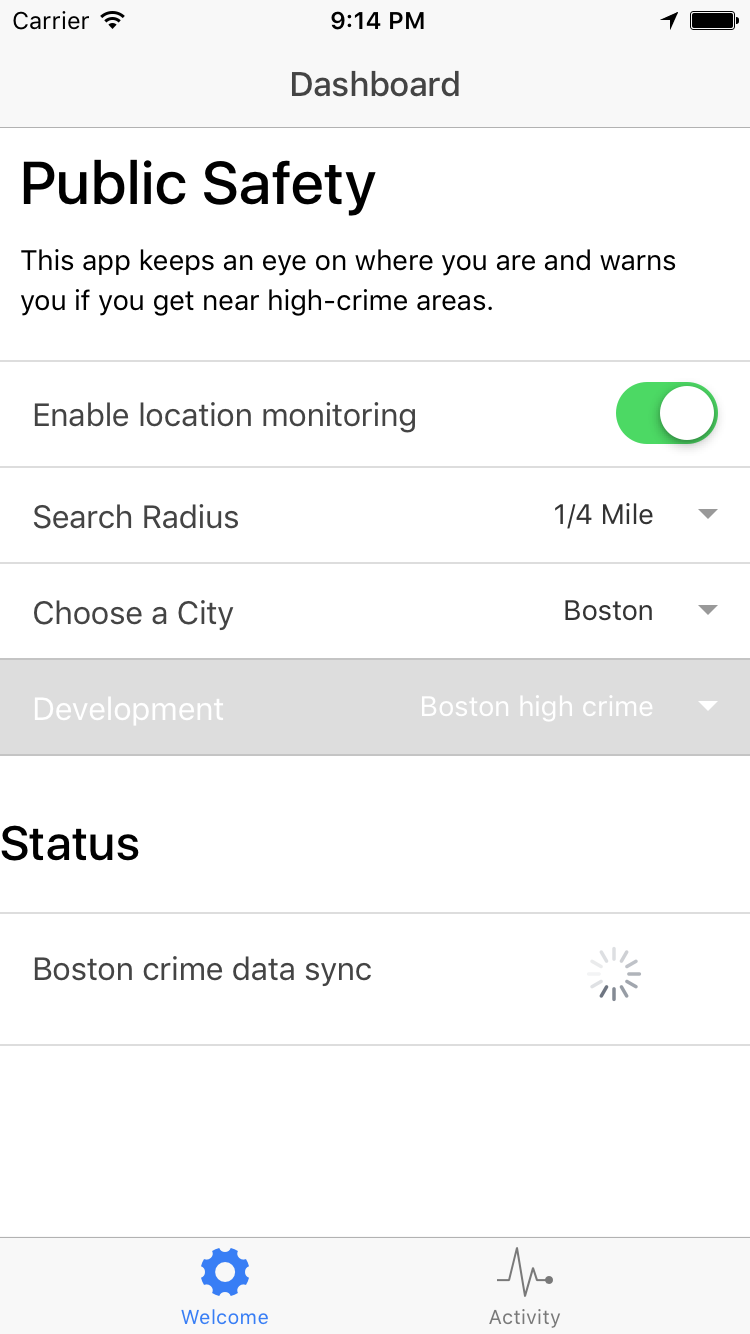 Carrier 9:14 PM
Dashboard
Public Safety
This app keeps an eye on where you are and warns
you if you get near high-crime areas.
Enable location monitoring
Search Radius 1/4 Mile
Choose a City Boston
Development Boston high crime
Status
Boston crime data sync
Welcome Activity